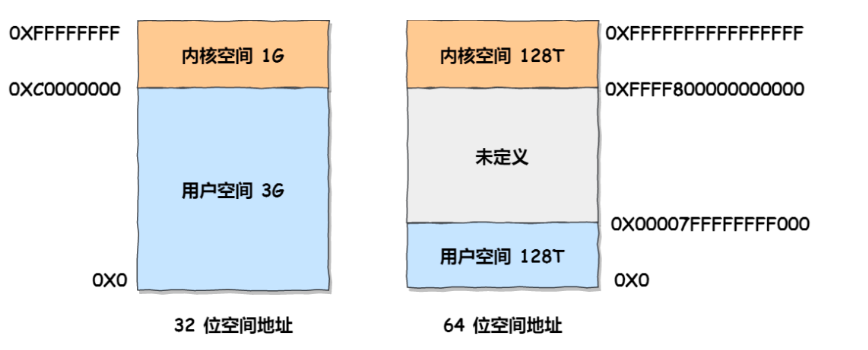 0XFFFFFFFF
内核空间 1G
0XC0000000
用户空间 3G
0X0
32 位空间地址
内核空间 128T
0XFFFFFFFFFFFFFFFF
0XFFFF800000000000
未定义
0X00007FFFFFFFF000
用户空间 128T
0X0
64 位空间地址